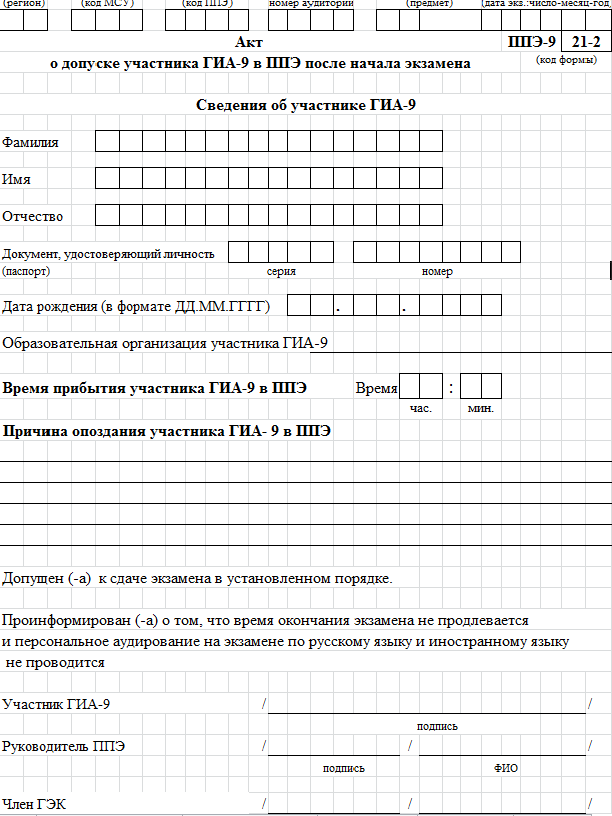 (регион) (код МСУ) (код ППЭ) номер аудитории (предмет) (дата экз.:число-месяц-год)
Акт ППЭ-9 21-2
о допуске участника ГИА-9 в ППЭ после начала экзамена (код формы)
Сведения об участнике ГИА-9
Фамилия
Имя
Отчество
Документ, удостоверяющий личность
(паспорт) серия номер
Дата рождения (в формате ДД.ММ.ГГГГ) . .
Образовательная организация участника ГИА-9
Время прибытия участника ГИА-9 в ППЭ Время :
час. мин.
Причина опоздания участника ГИА- 9 в ППЭ
Допущен (-а) к сдаче экзамена в установленном порядке.
Проинформирован (-а) о том, что время окончания экзамена не продлевается
и персональное аудирование на экзамене по русскому языку и иностранному языку
не проводится
Участник ГИА-9 / /
подпись
Руководитель ППЭ / / /
подпись ФИО
Член ГЭК / / /